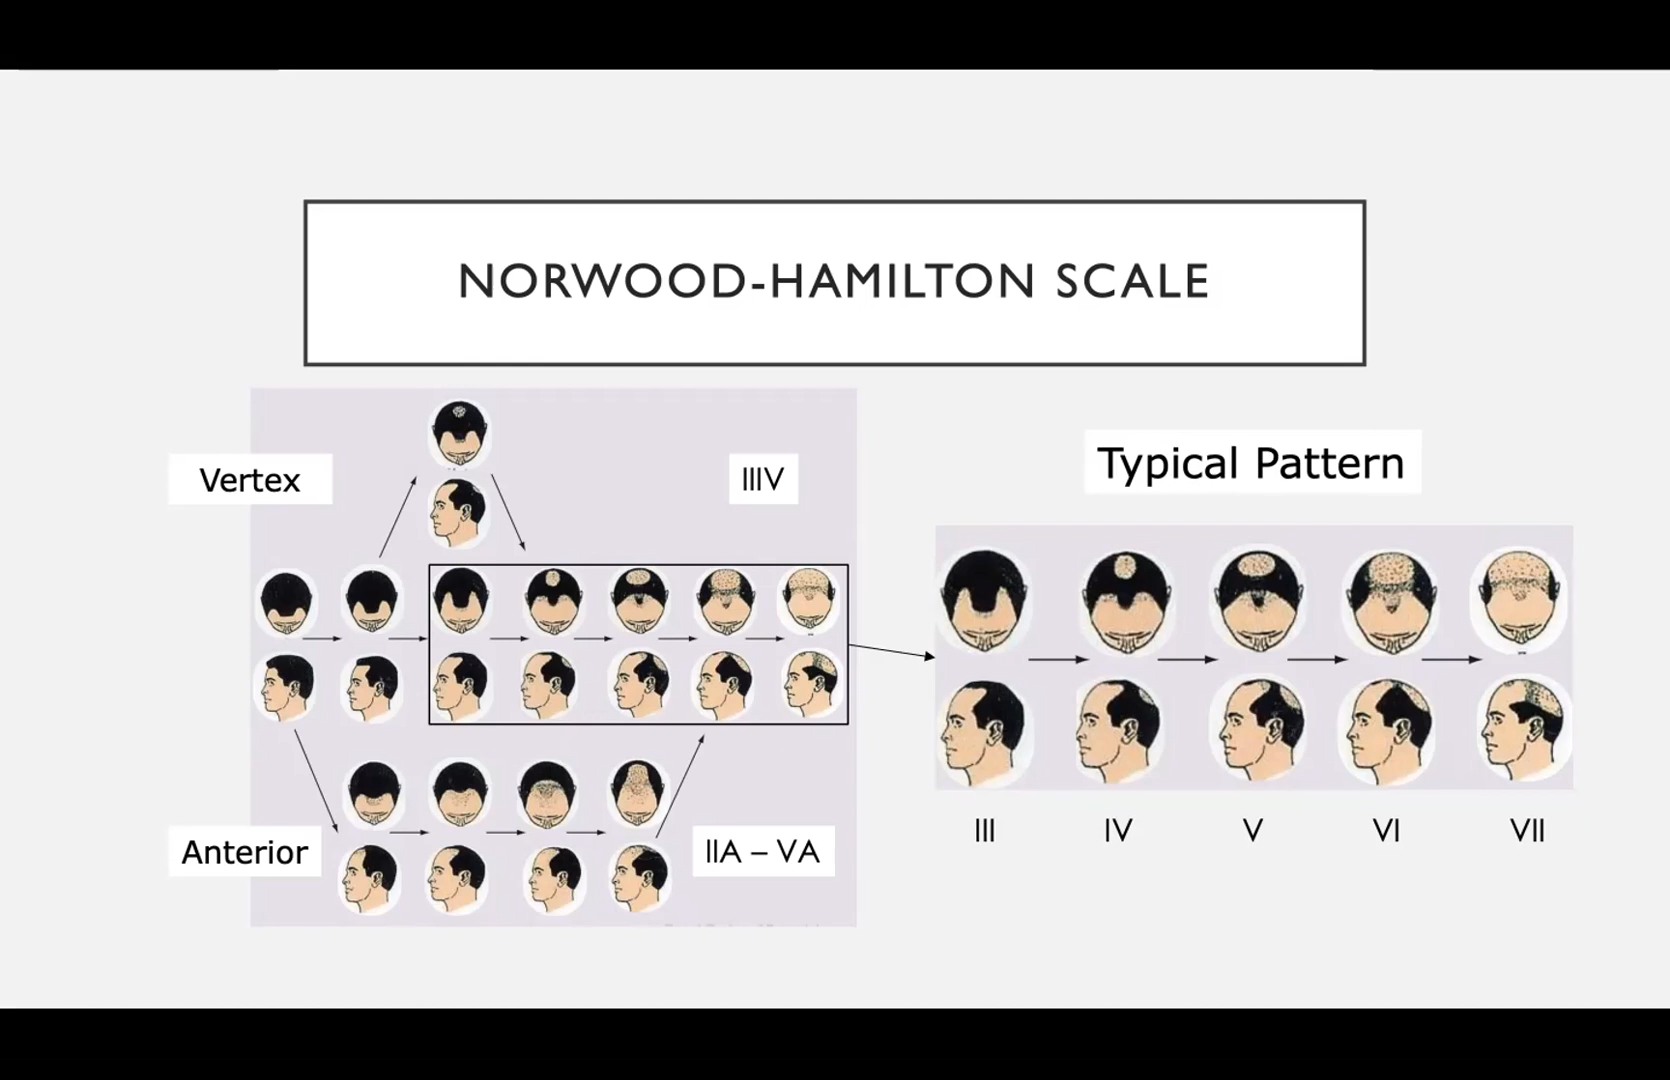 NORWOOD-HAMILTON SCALE
Vertex
IIIV
Typical Pattern
Anterior
IIA – VA
III
IV
V
VI
VII